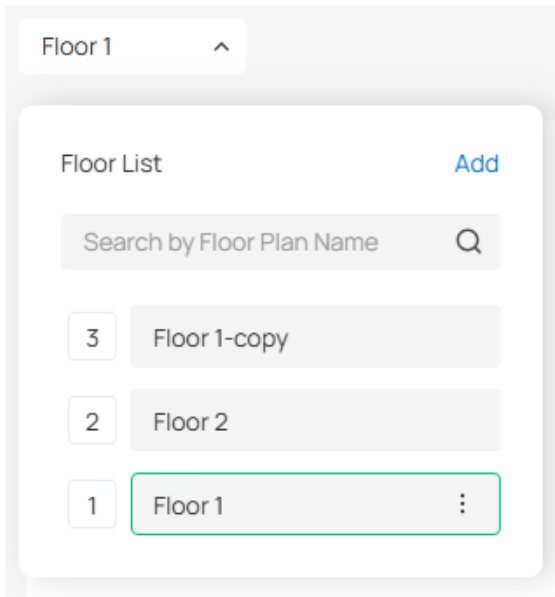 Floor 1
Floor List Add
Search by Floor Plan Name
3 Floor 1-copy
2 Floor 2
1 Floor 1